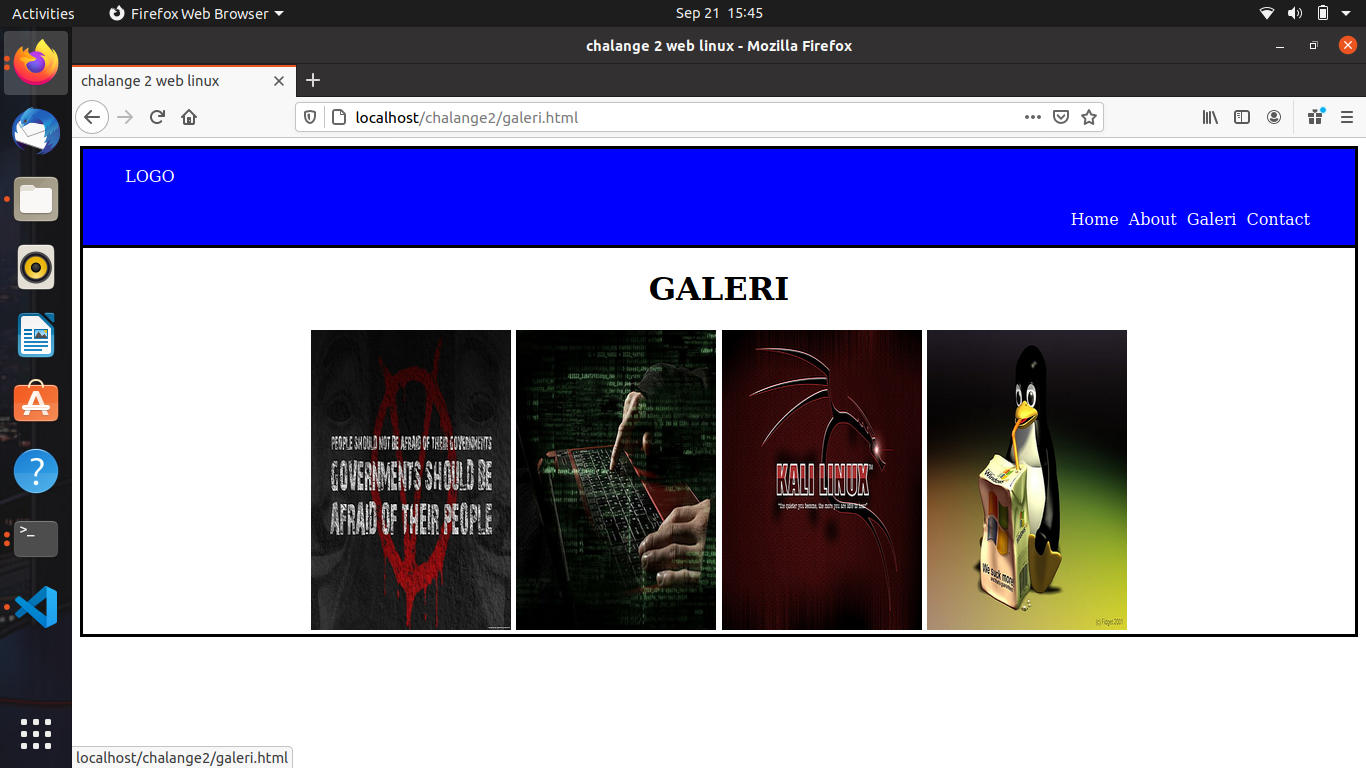 Activities
Firefox Web Browser
Sep 21 15:45
chalange 2 web linux - Mozilla Firefox
chalange 2 web linux
localhost/chalange2/galeri.html
LOGO
Home About Galeri Contact
GALERI
PEOPLE SHOULD NOT BE AFRAID OF THEIR GOVERNMENTS
GOVERNMENTS SHOULD BE
AFRAID OF THEIR PEOPLE
KALI LINUX™
"the quieter you become, the more you are able to hear"
We suck more
(c) Fidget 2001
localhost/chalange2/galeri.html